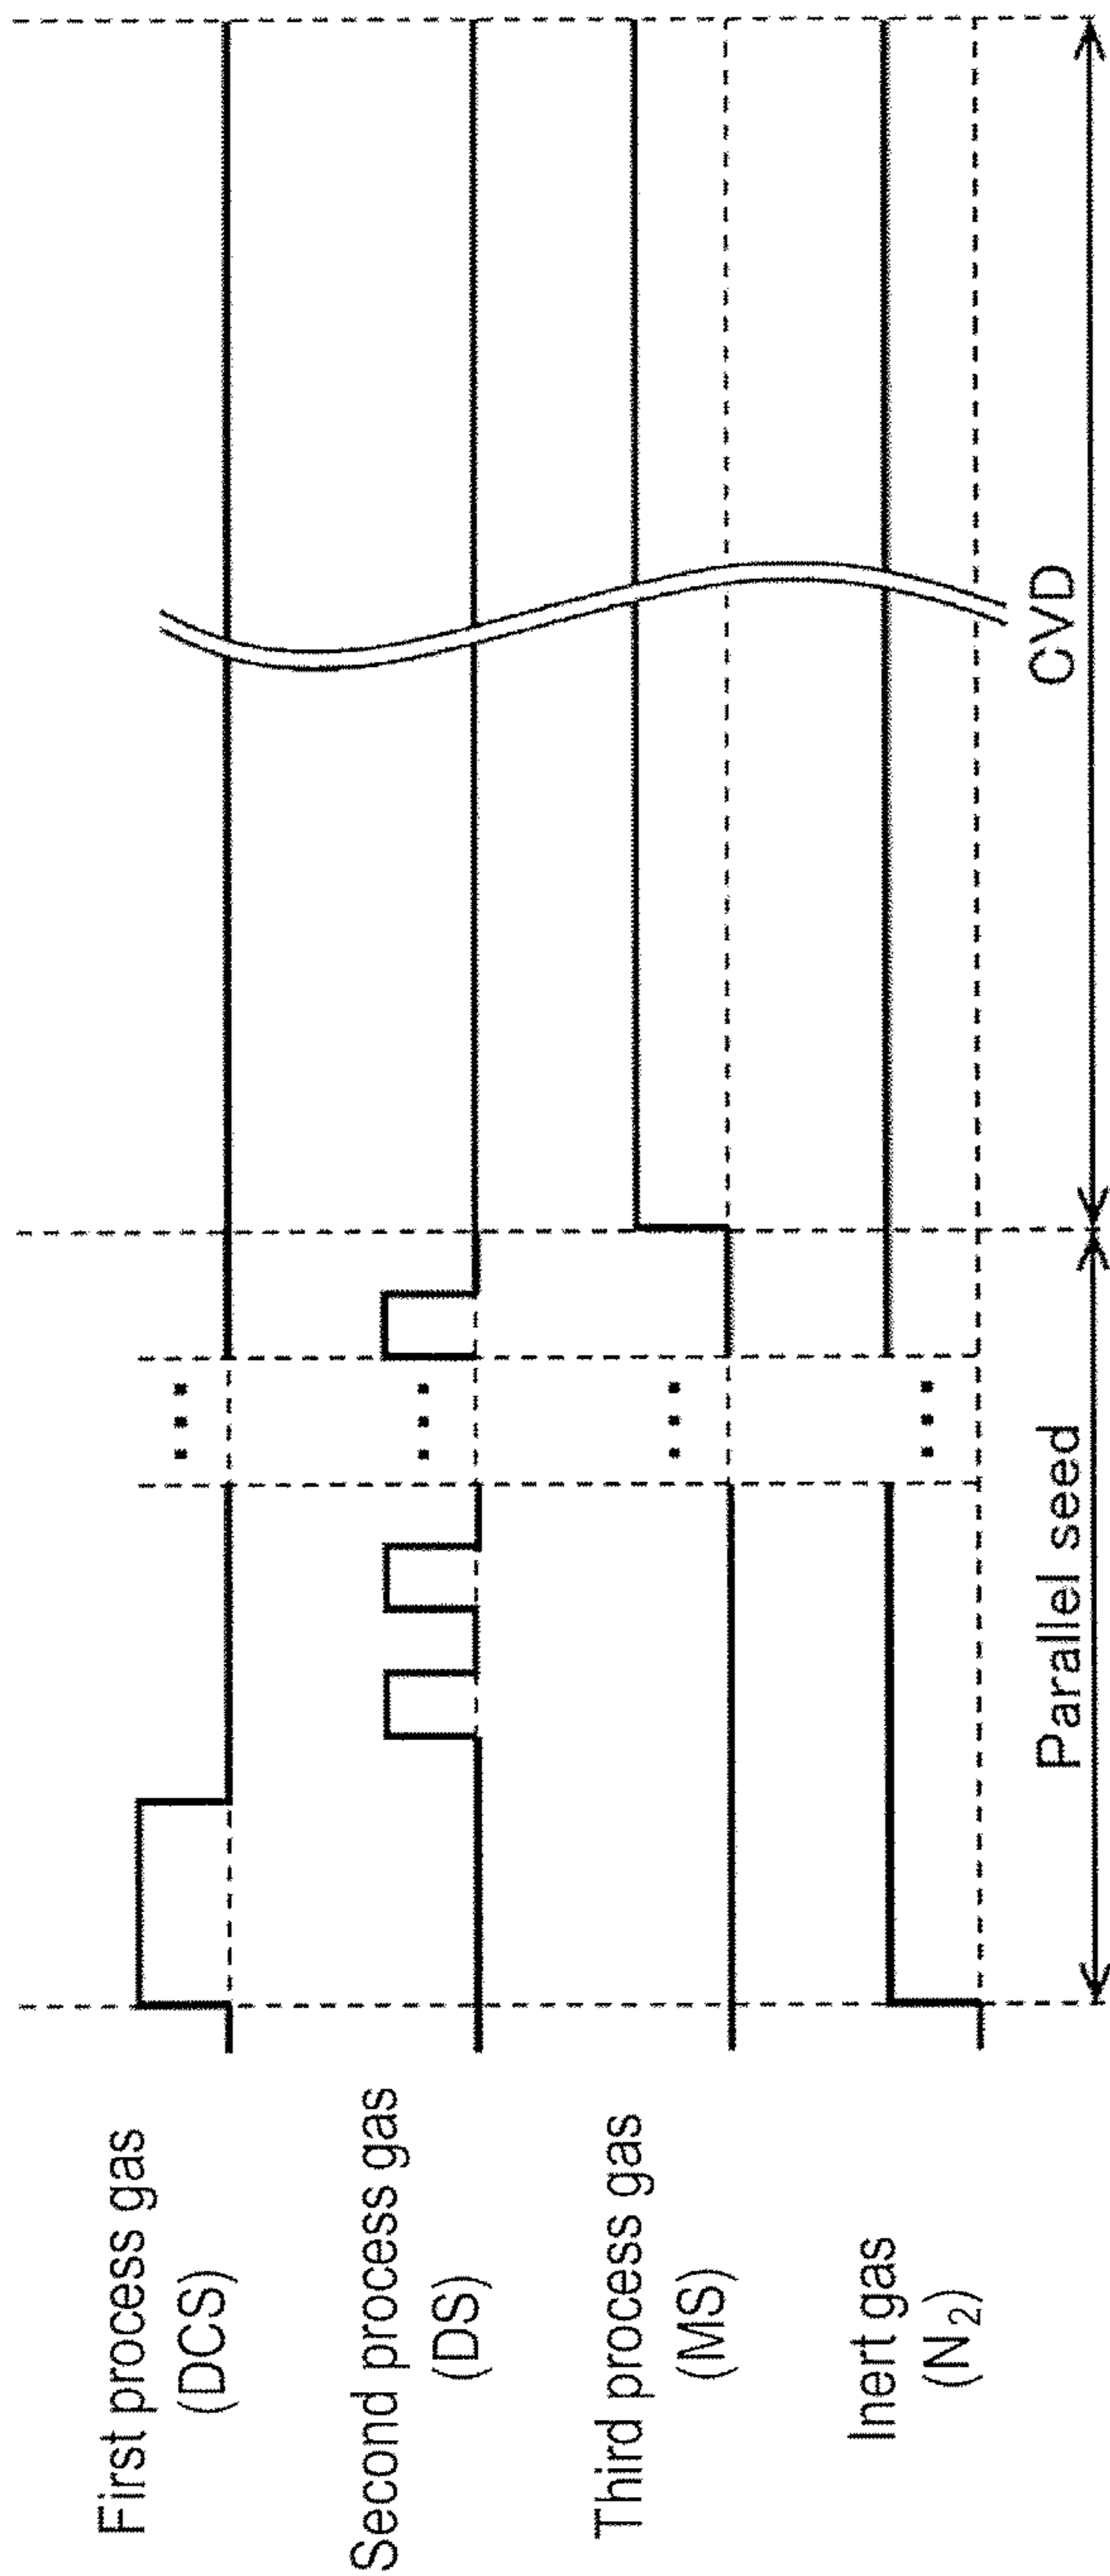 First process gas
(DCS)
Second process gas
(DS)
Third process gas
(MS)
Inert gas
(N₂)
Parallel seed
CVD